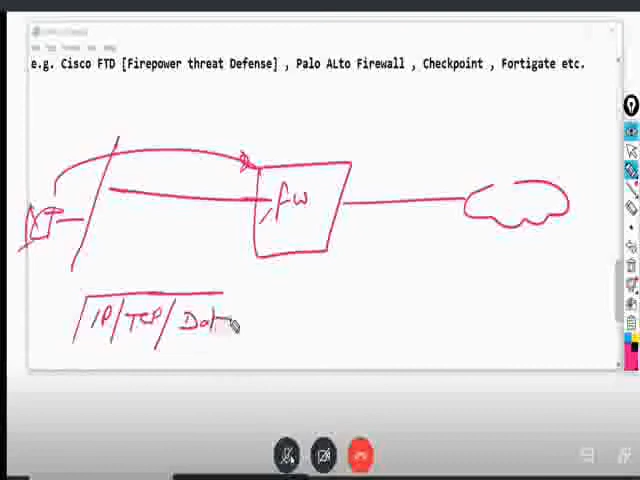 e.g. Cisco FTD [Firepower threat Defense] , Palo ALto Firewall , Checkpoint , Fortigate etc.
fw
IP/TCP/Dat